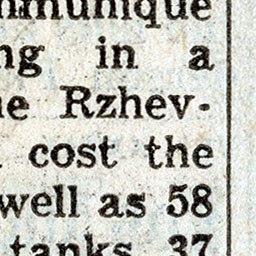 mmunique
ng in a
e Rzhev-
cost the
well as 58
tanks, 37